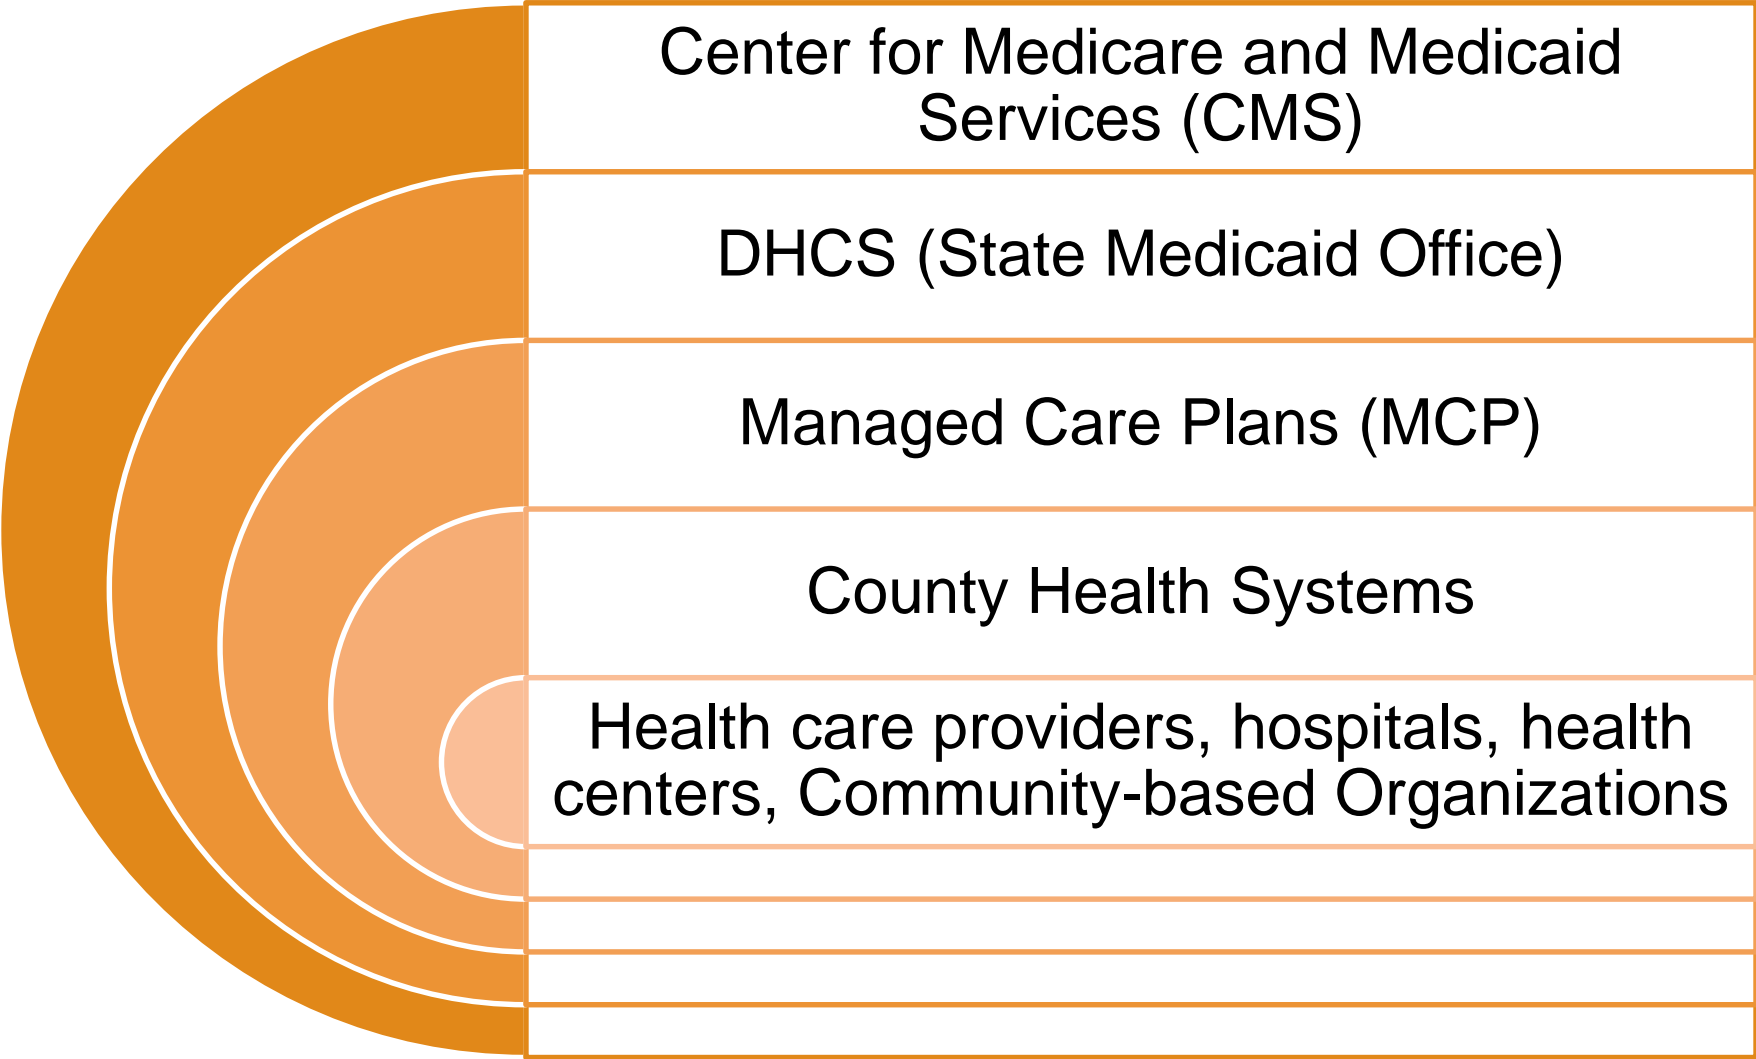 Center for Medicare and Medicaid
Services (CMS)
DHCS (State Medicaid Office)
Managed Care Plans (MCP)
County Health Systems
Health care providers, hospitals, health
centers, Community-based Organizations